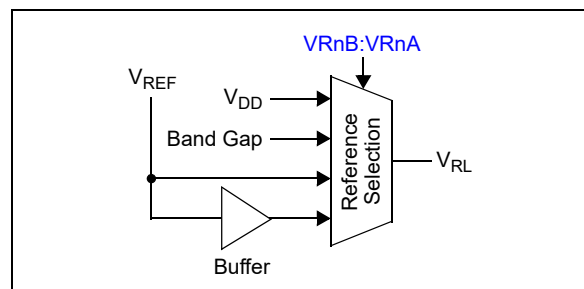 VRnB:VRnA
VREF
VDD
Band Gap
Reference
Selection
VRL
Buffer